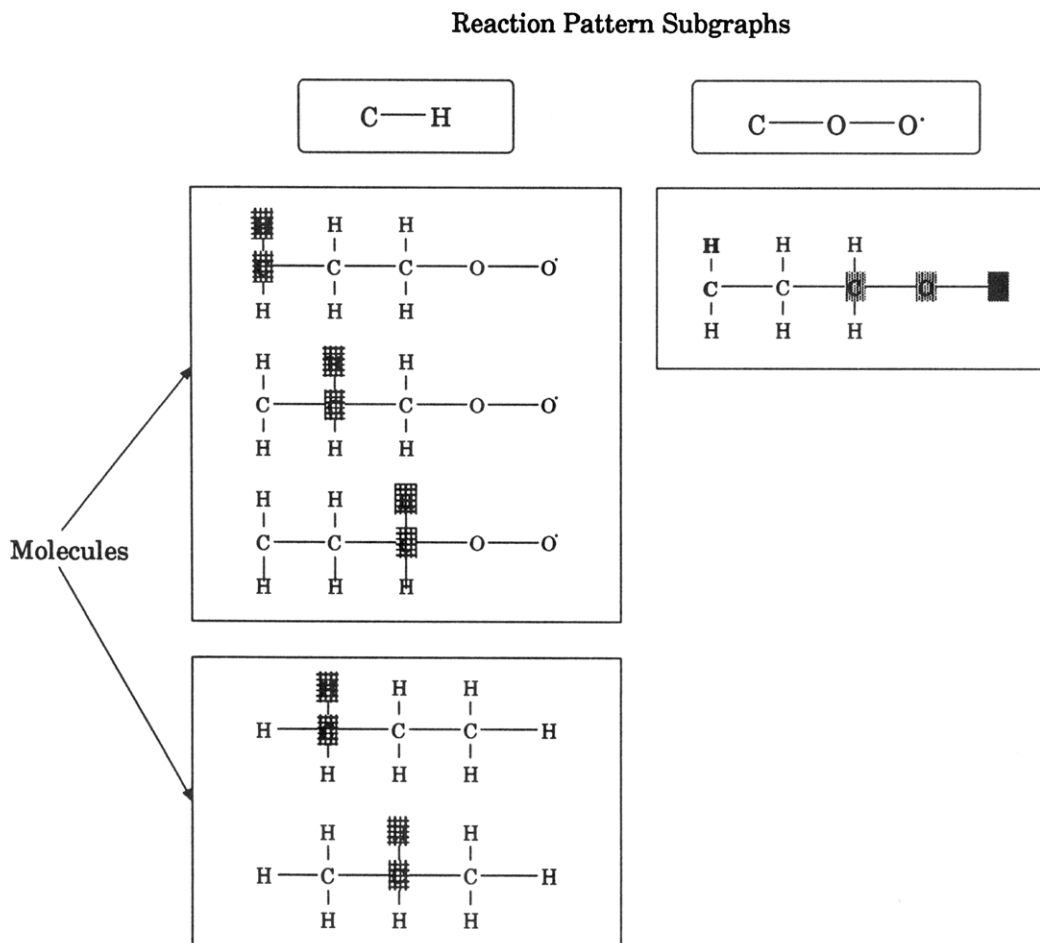 Reaction Pattern Subgraphs
C—H
C—O—O·
H H
C—C—C—O—O·
H H H
H H
C—C—C—O—O·
H H H
H H
C—C—C—O—O·
H H H
H H H
C—C—C—O—
H H H
Molecules
H H H
H—C—C—C—H
H H H
H H
H—C—C—C—H
H H H